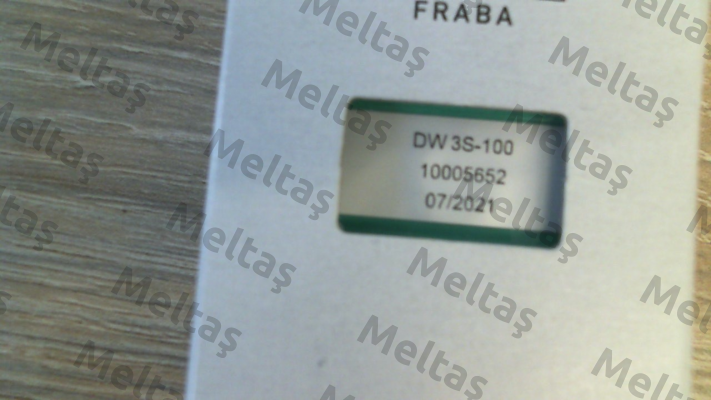 FRABA
DW 3S-100
10005652
07/2021
Meltaş